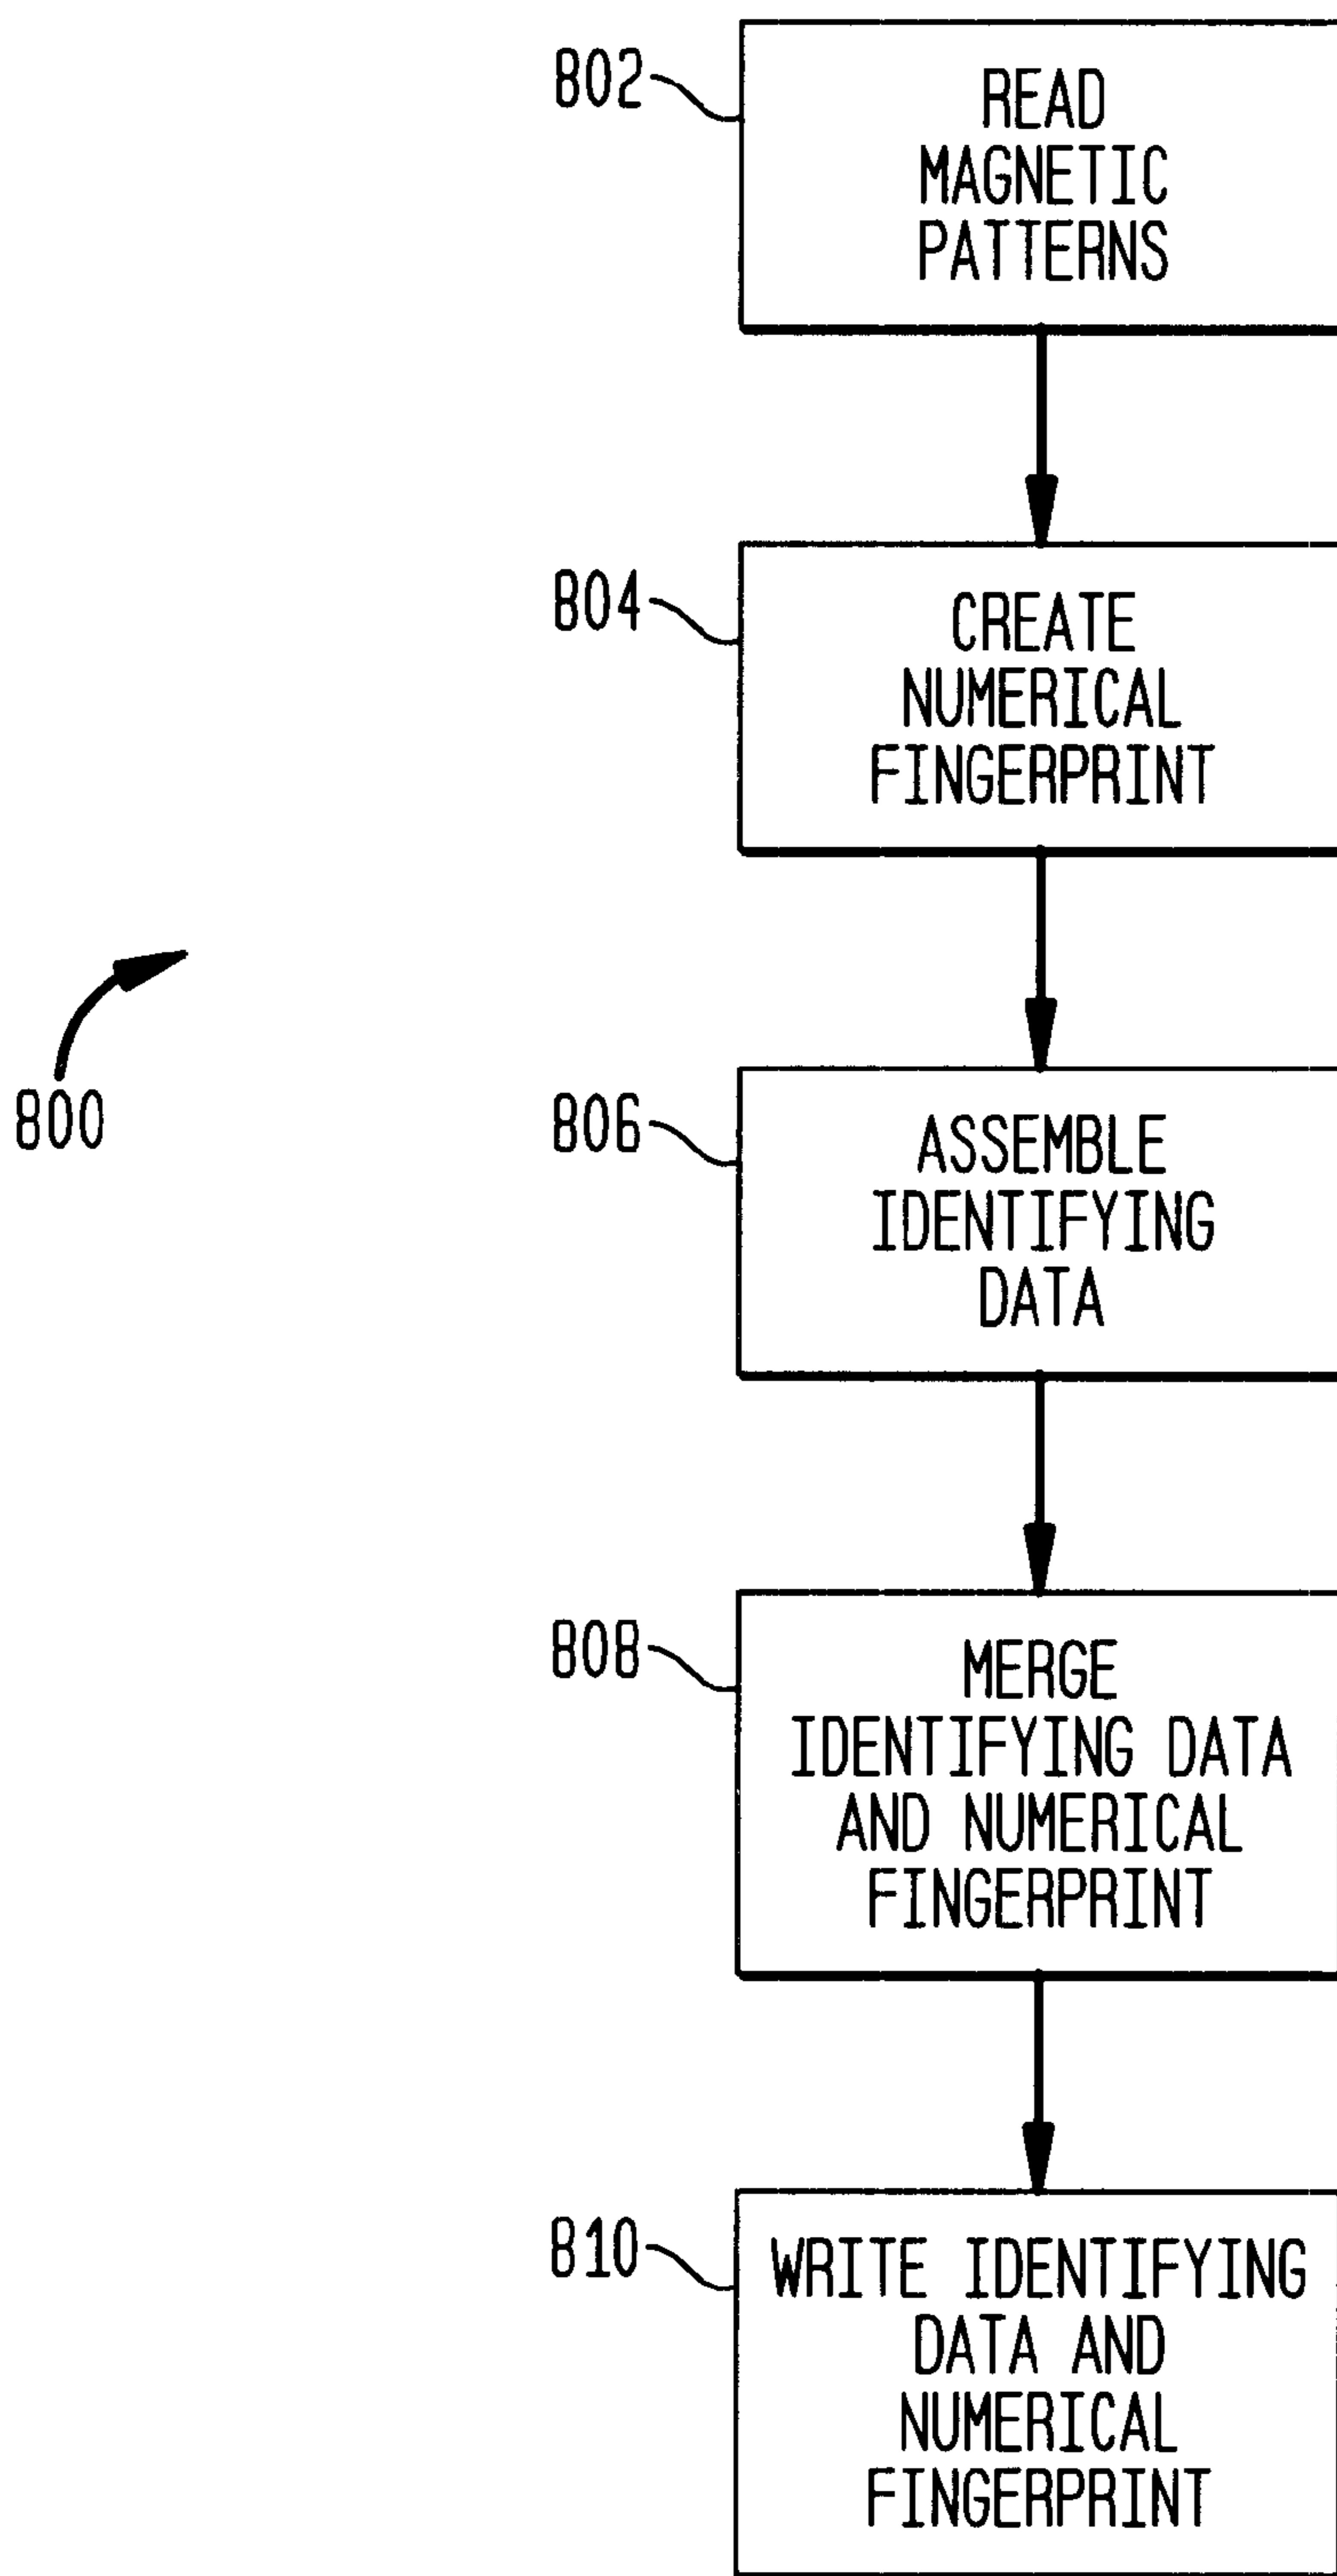 802
READ
MAGNETIC
PATTERNS
804
CREATE
NUMERICAL
FINGERPRINT
800
806
ASSEMBLE
IDENTIFYING
DATA
808
MERGE
IDENTIFYING DATA
AND NUMERICAL
FINGERPRINT
810
WRITE IDENTIFYING
DATA AND
NUMERICAL
FINGERPRINT